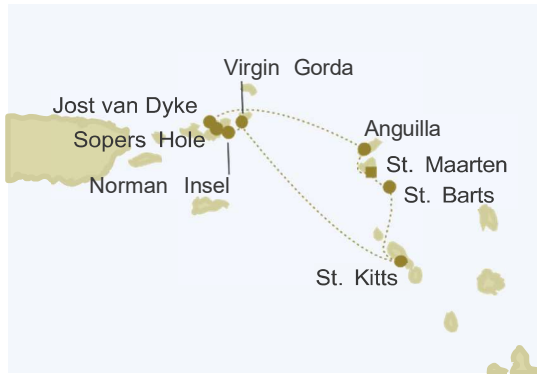 Virgin Gorda
Jost van Dyke
Anguilla
Sopers Hole
St. Maarten
Norman Insel
St. Barts
St. Kitts